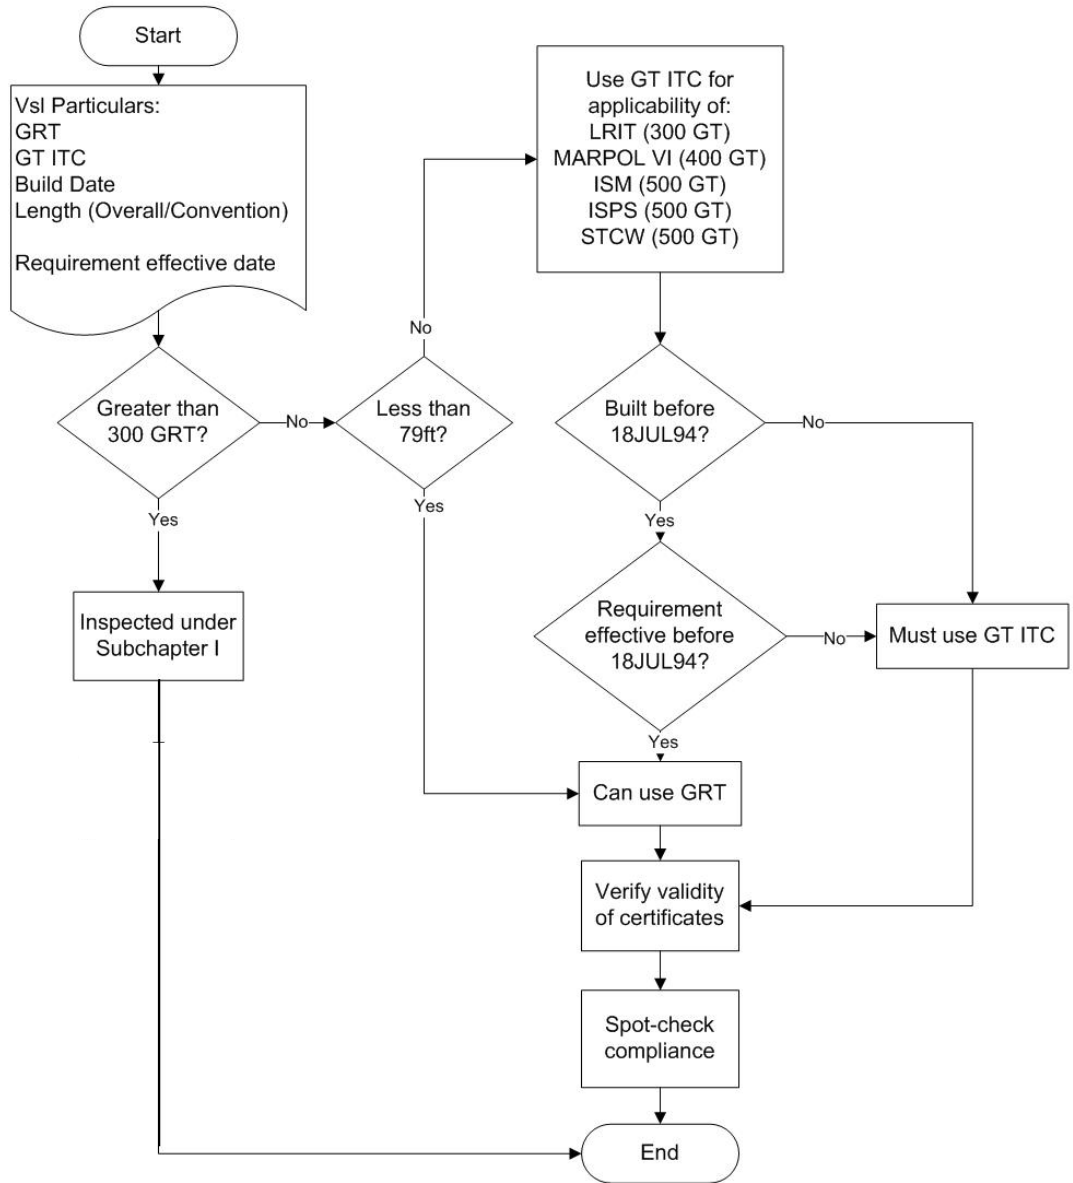 Start
Vsl Particulars:
GRT
GT ITC
Build Date
Length (Overall/Convention)
Requirement effective date
Use GT ITC for
applicability of:
LRIT (300 GT)
MARPOL VI (400 GT)
ISM (500 GT)
ISPS (500 GT)
STCW (500 GT)
No
Greater than
300 GRT?
No
Less than
79ft?
Built before
18JUL94?
No
Yes
Yes
Yes
Inspected under
Subchapter I
Requirement
effective before
18JUL94?
No
Must use GT ITC
Yes
Can use GRT
Verify validity
of certificates
Spot-check
compliance
End